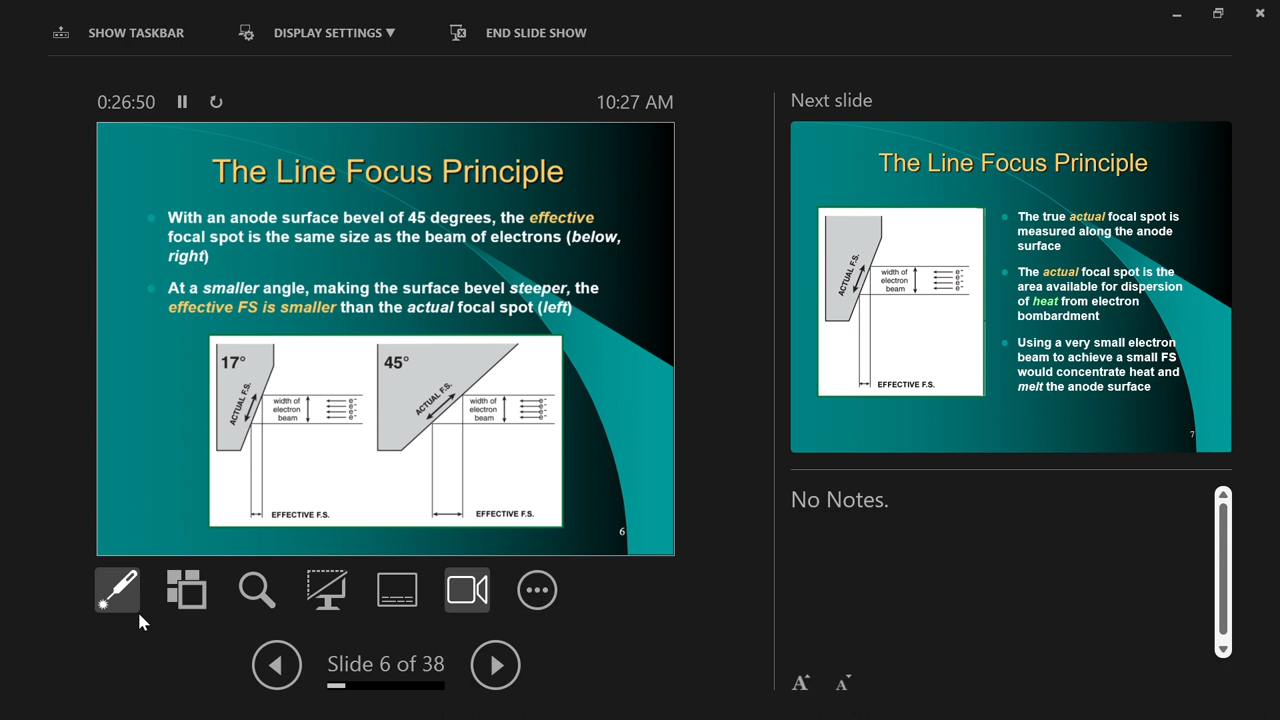 SHOW TASKBAR
DISPLAY SETTINGS ▼
END SLIDE SHOW
0:26:50
10:27 AM
The Line Focus Principle
With an anode surface bevel of 45 degrees, the effective
focal spot is the same size as the beam of electrons (below,
right)
At a smaller angle, making the surface bevel steeper, the
effective FS is smaller than the actual focal spot (left)
17°
ACTUAL F.S.
width of
electron
beam
e-
e-
e-
e-
EFFECTIVE F.S.
45°
ACTUAL F.S.
width of
electron
beam
e-
e-
e-
e-
EFFECTIVE F.S.
6
Slide 6 of 38
Next slide
The Line Focus Principle
ACTUAL F.S.
width of
electron
beam
e-
e-
e-
e-
EFFECTIVE F.S.
The true actual focal spot is
measured along the anode
surface
The actual focal spot is the
area available for dispersion
of heat from electron
bombardment
Using a very small electron
beam to achieve a small FS
would concentrate heat and
melt the anode surface
7
No Notes.
A A